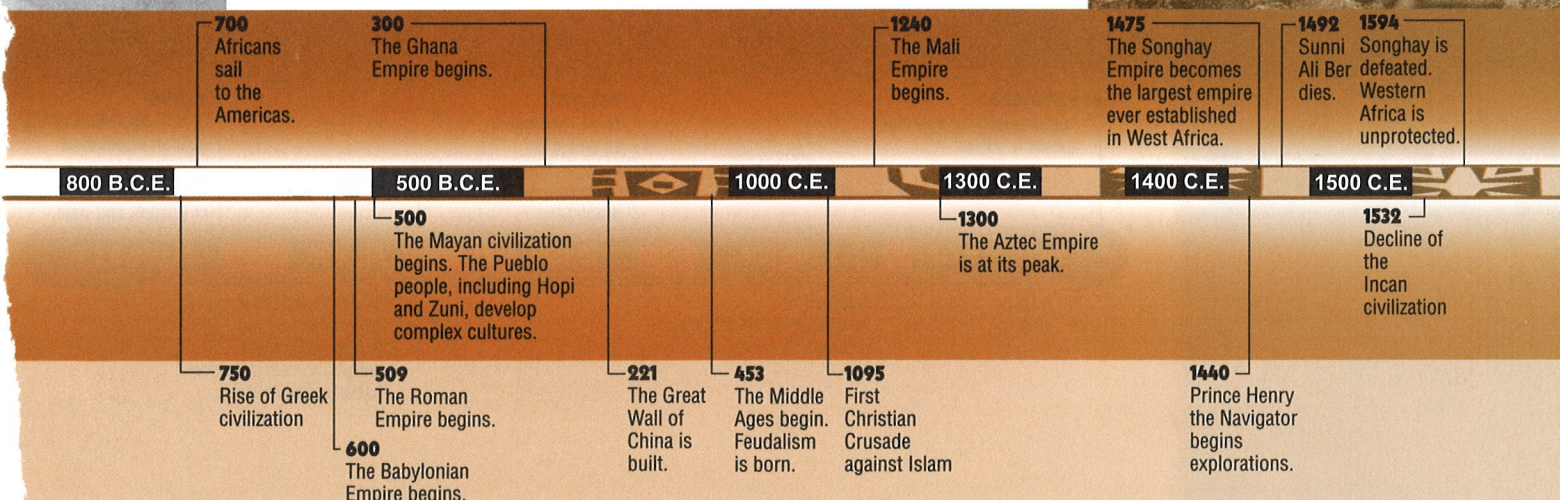 700
Africans
sail
to the
Americas.
300
The Ghana
Empire begins.
1240
The Mali
Empire
begins.
1475
The Songhay
Empire becomes
the largest empire
ever established
in West Africa.
1492
Sunni
Ali Ber
dies.
1594
Songhay is
defeated.
Western
Africa is
unprotected.
800 B.C.E.
500 B.C.E.
1000 C.E.
1300 C.E.
1400 C.E.
1500 C.E.
500
The Mayan civilization
begins. The Pueblo
people, including Hopi
and Zuni, develop
complex cultures.
1300
The Aztec Empire
is at its peak.
1532
Decline of
the
Incan
civilization
750
Rise of Greek
civilization
600
The Babylonian
Empire begins.
509
The Roman
Empire begins.
221
The Great
Wall of
China is
built.
453
The Middle
Ages begin.
Feudalism
is born.
1095
First
Christian
Crusade
against Islam
1440
Prince Henry
the Navigator
begins
explorations.